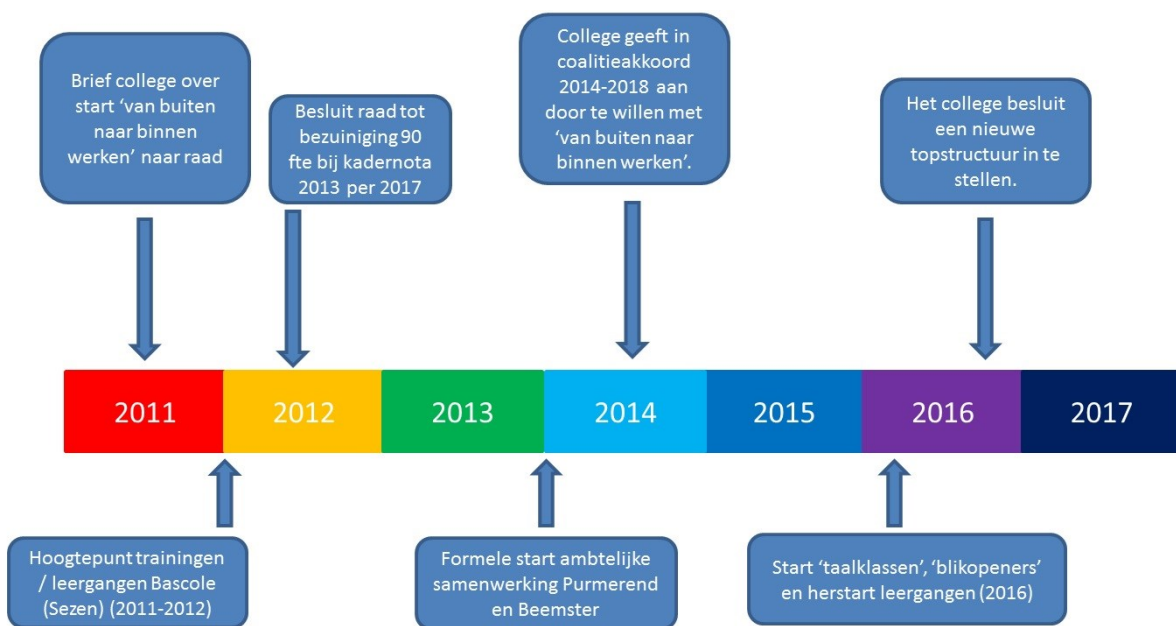 Brief college over
start ‘van buiten
naar binnen
werken’ naar raad
Besluit raad tot
bezuiniging 90
fte bij kadernota
2013 per 2017
College geeft in
coalitieakkoord
2014-2018 aan
door te willen met
‘van buiten naar
binnen werken’.
Het college besluit
een nieuwe
topstructuur in te
stellen.
2011
2012
2013
2014
2015
2016
2017
Hoogtepunt trainingen
/ leergangen Bascole
(Sezen) (2011-2012)
Formele start ambtelijke
samenwerking Purmerend
en Beemster
Start ‘taalklassen’, ‘blikopeners’
en herstart leergangen (2016)